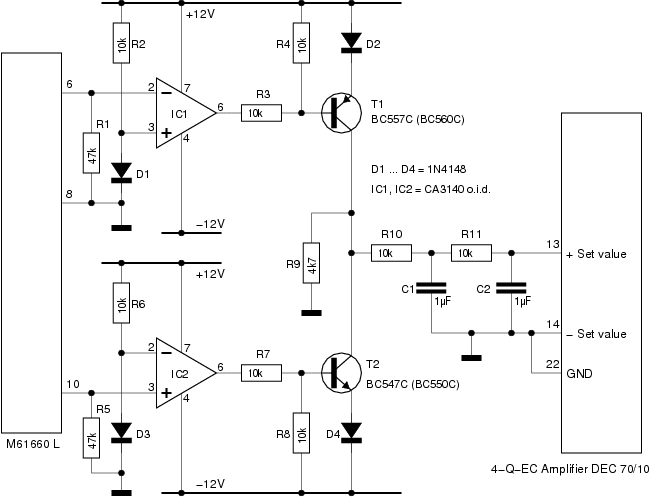 +12V
R2
10k
R4
10k
D2
6
2
7
IC1
6
R3
10k
T1
BC557C (BC560C)
R1
47k
3
4
D1
D1 ... D4 = 1N4148
8
IC1, IC2 = CA3140 o.i.d.
−12V
R9
4k7
R10
10k
R11
10k
13
+ Set value
+12V
C1
1µF
C2
1µF
R6
10k
14
− Set value
2
7
IC2
6
R7
10k
T2
BC547C (BC550C)
22
GND
10
3
4
R5
47k
D3
R8
10k
D4
M61660 L
4−Q−EC Amplifier DEC 70/10
−12V